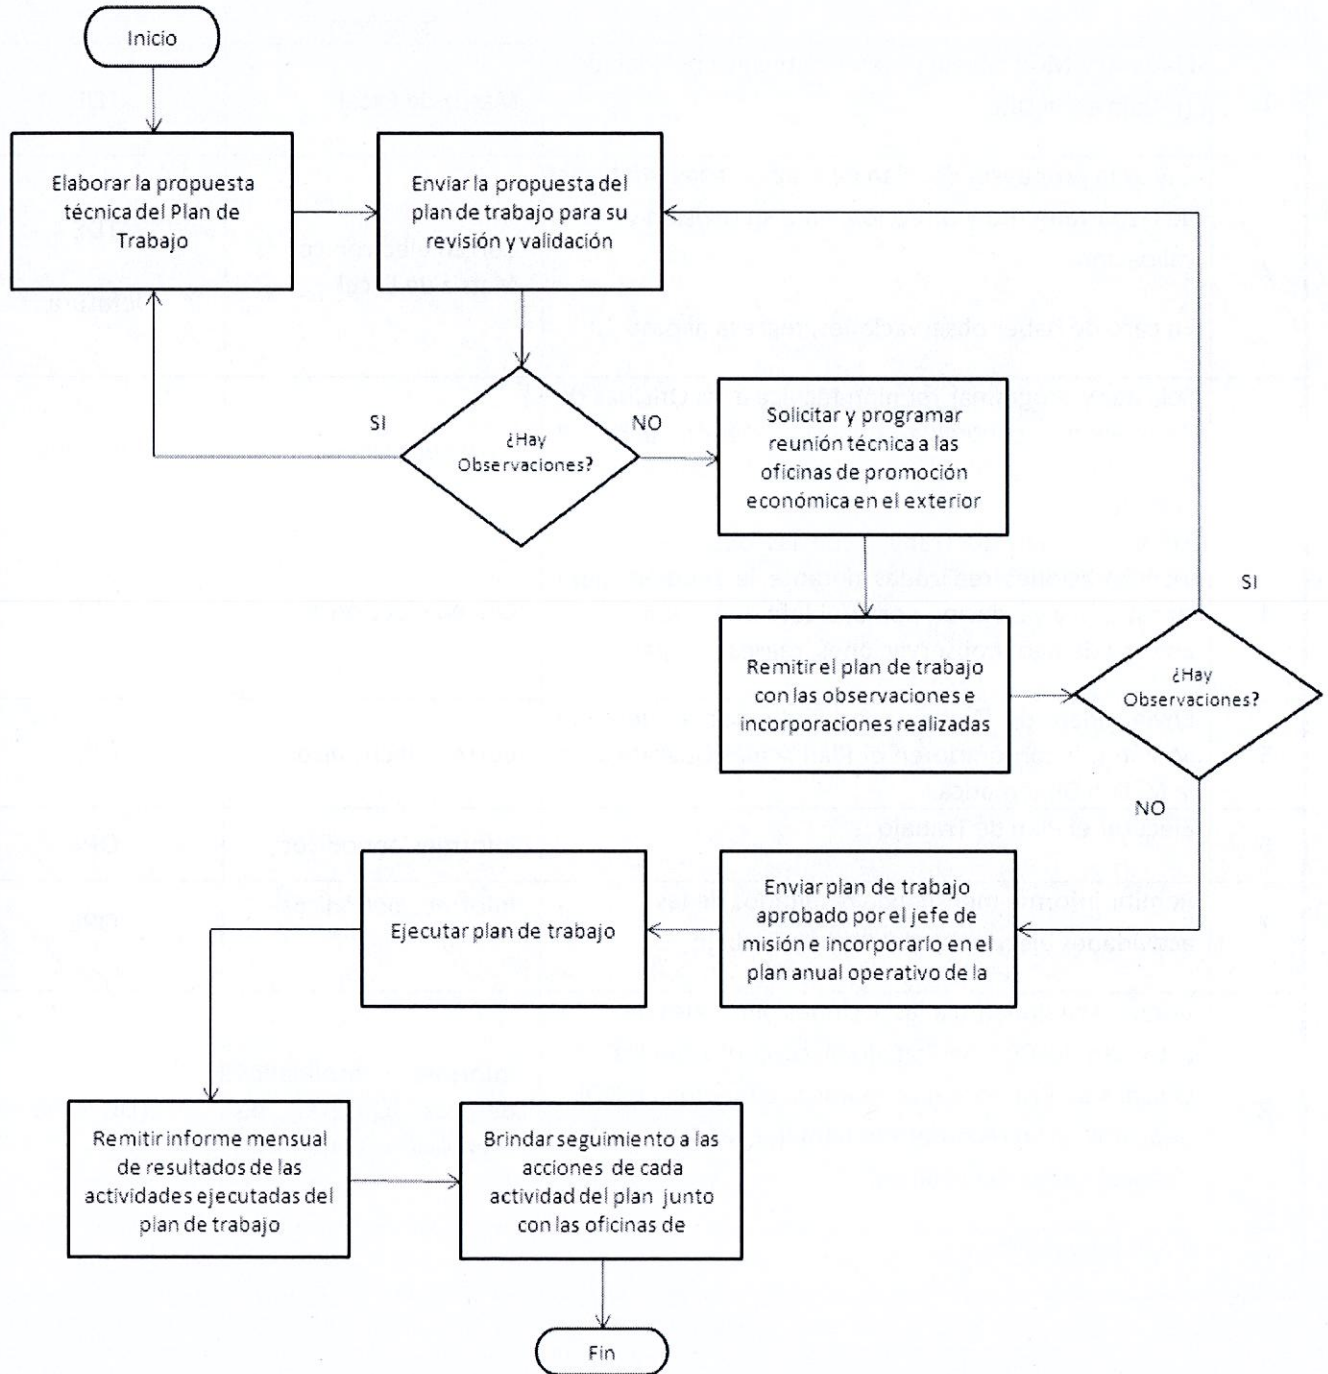 Inicio
Elaborar la propuesta
técnica del Plan de
Trabajo
Enviar la propuesta del
plan de trabajo para su
revisión y validación
¿Hay
Observaciones?
SI
NO
Solicitar y programar
reunión técnica a las
oficinas de promoción
económica en el exterior
Remitir el plan de trabajo
con las observaciones e
incorporaciones realizadas
¿Hay
Observaciones?
SI
NO
Enviar plan de trabajo
aprobado por el jefe de
misión e incorporarlo en el
plan anual operativo de la
Ejecutar plan de trabajo
Remitir informe mensual
de resultados de las
actividades ejecutadas del
plan de trabajo
Brindar seguimiento a las
acciones de cada
actividad del plan junto
con las oficinas de
Fin